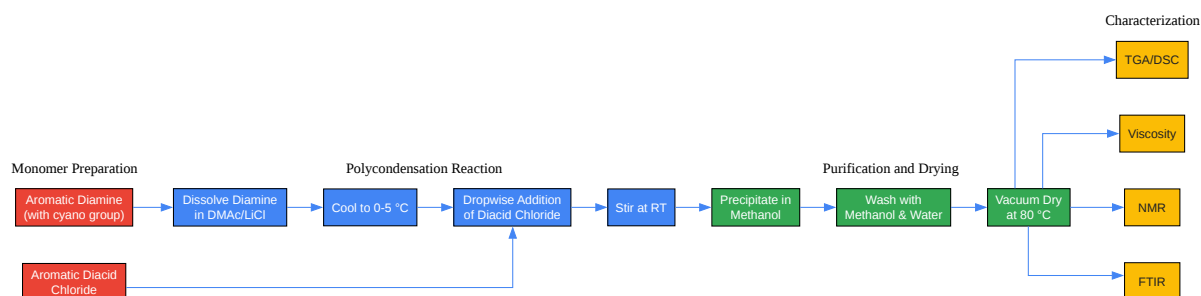 Characterization
TGA/DSC
Viscosity
Monomer Preparation
Polycondensation Reaction
Purification and Drying
Aromatic Diamine
(with cyano group)
Dissolve Diamine
in DMAc/LiCl
Cool to 0-5 °C
Dropwise Addition
of Diacid Chloride
Stir at RT
Precipitate in
Methanol
Wash with
Methanol & Water
Vacuum Dry
at 80 °C
NMR
Aromatic Diacid
Chloride
FTIR